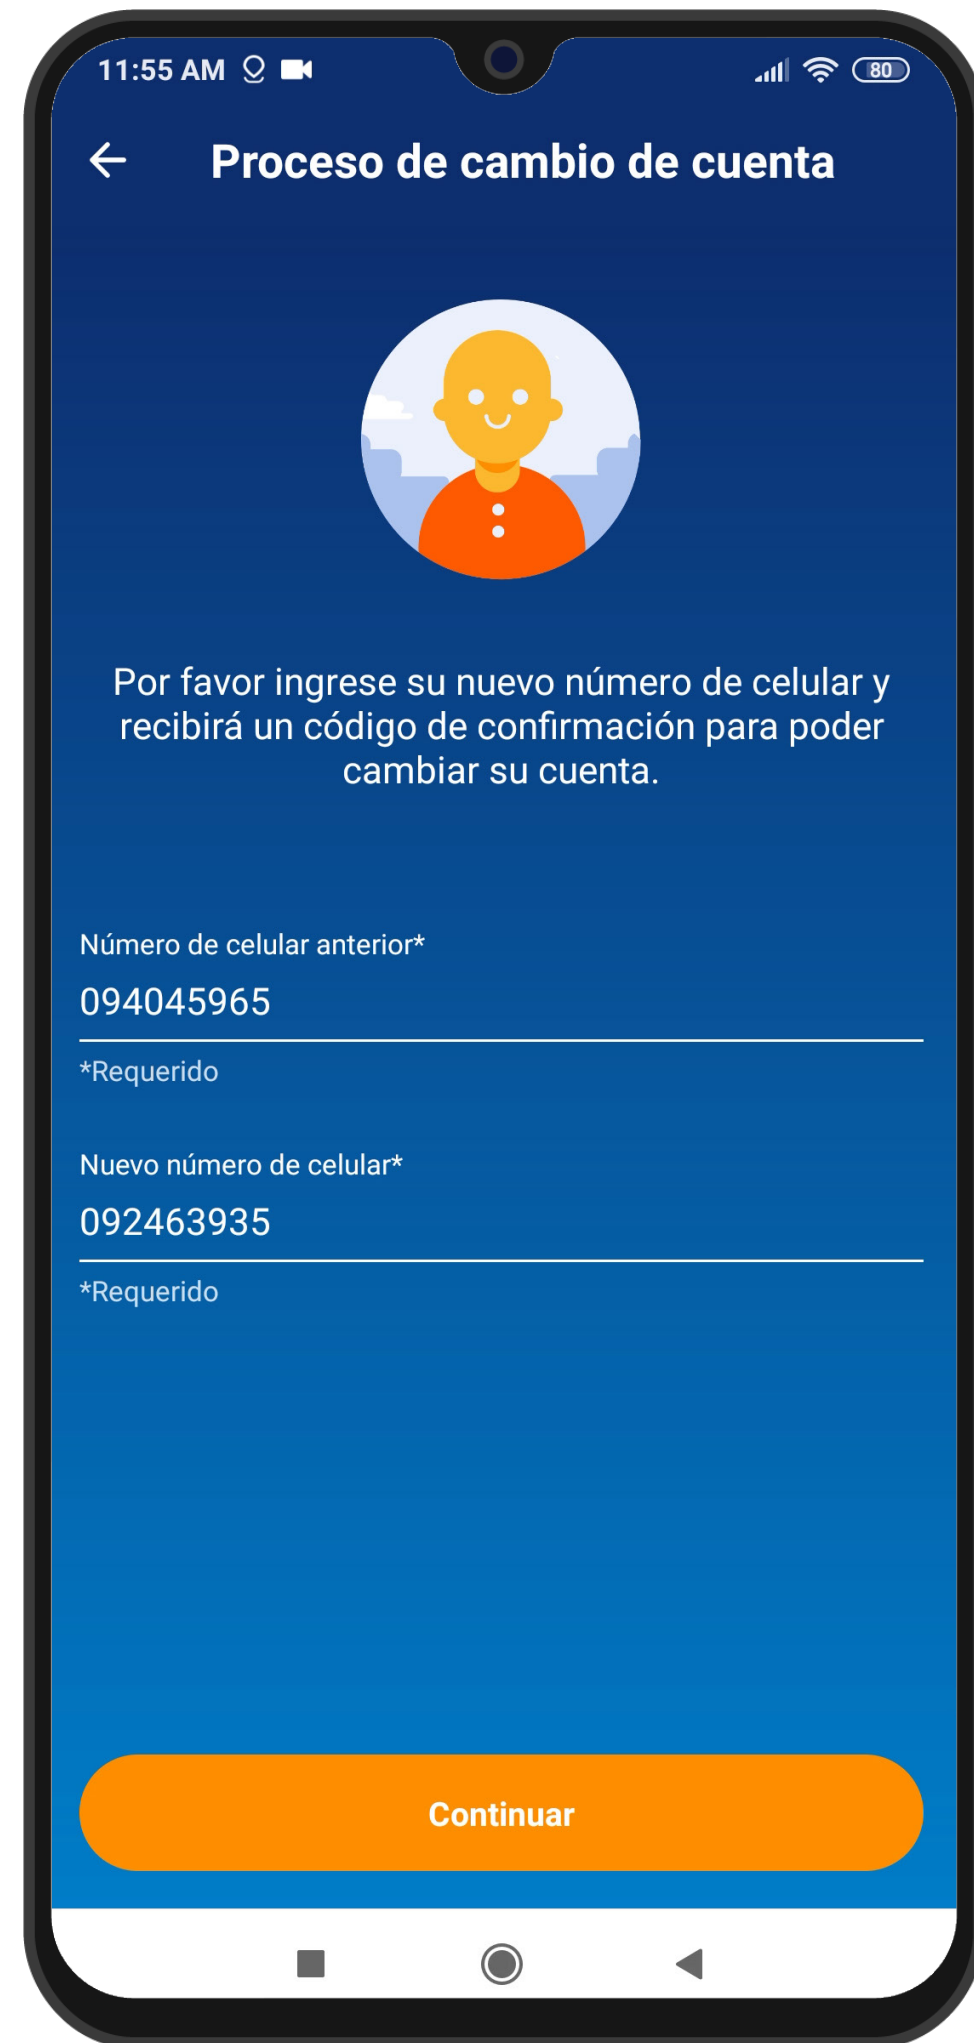 11:55 AM
80
Proceso de cambio de cuenta
Por favor ingrese su nuevo número de celular y
recibirá un código de confirmación para poder
cambiar su cuenta.
Número de celular anterior*
094045965
*Requerido
Nuevo número de celular*
092463935
*Requerido
Continuar